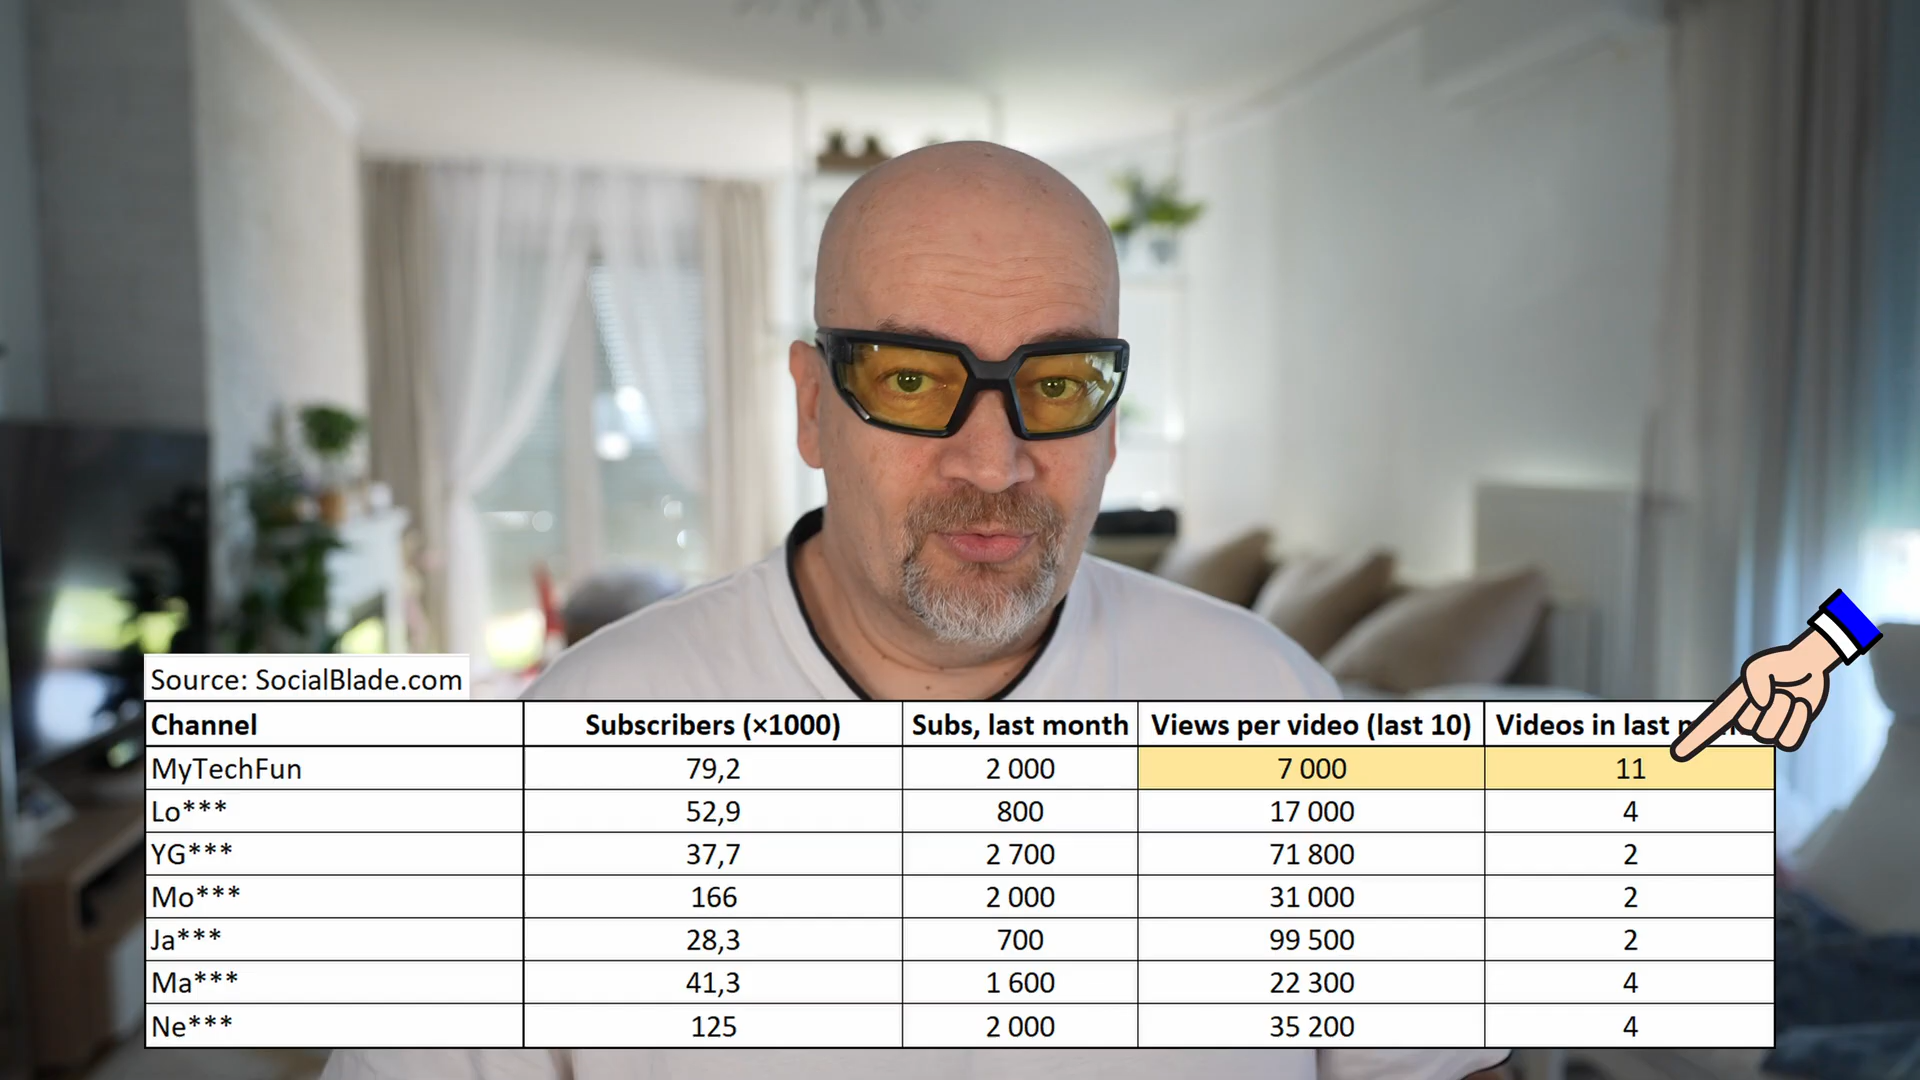 Source: SocialBlade.com
Channel Subscribers (×1000) Subs, last month Views per video (last 10) Videos in last
MyTechFun 79,2 2 000 7 000 11
Lo*** 52,9 800 17 000 4
YG*** 37,7 2 700 71 800 2
Mo*** 166 2 000 31 000 2
Ja*** 28,3 700 99 500 2
Ma*** 41,3 1 600 22 300 4
Ne*** 125 2 000 35 200 4